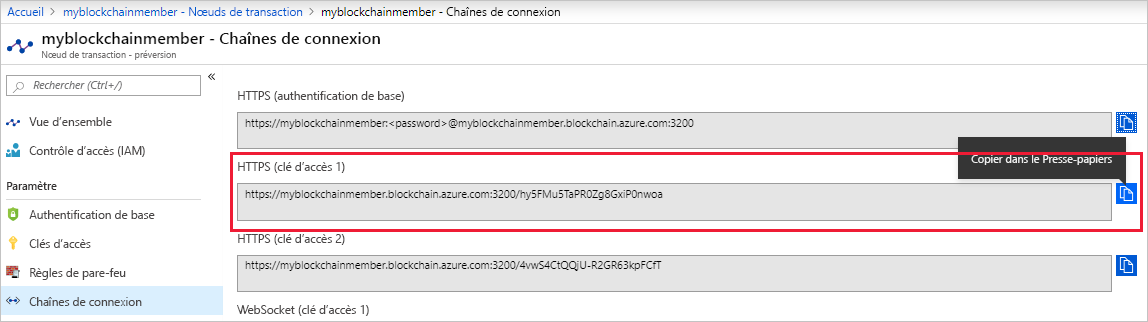 Accueil > myblockchainmember - Nœuds de transaction > myblockchainmember - Chaînes de connexion
myblockchainmember - Chaînes de connexion
Nœud de transaction - préversion
Rechercher (Ctrl+/)
«
Vue d'ensemble
Contrôle d'accès (IAM)
Paramètre
Authentification de base
Clés d'accès
Règles de pare-feu
Chaînes de connexion
HTTPS (authentification de base)
https://myblockchainmember:<password>@myblockchainmember.blockchain.azure.com:3200
Copier dans le Presse-papiers
HTTPS (clé d'accès 1)
https://myblockchainmember.blockchain.azure.com:3200/hy5FMu5TaPR0Zg8GxiP0nwoa
HTTPS (clé d'accès 2)
https://myblockchainmember.blockchain.azure.com:3200/4vwS4CtQQjU-R2GR63kpFCfT
WebSocket (clé d'accès 1)